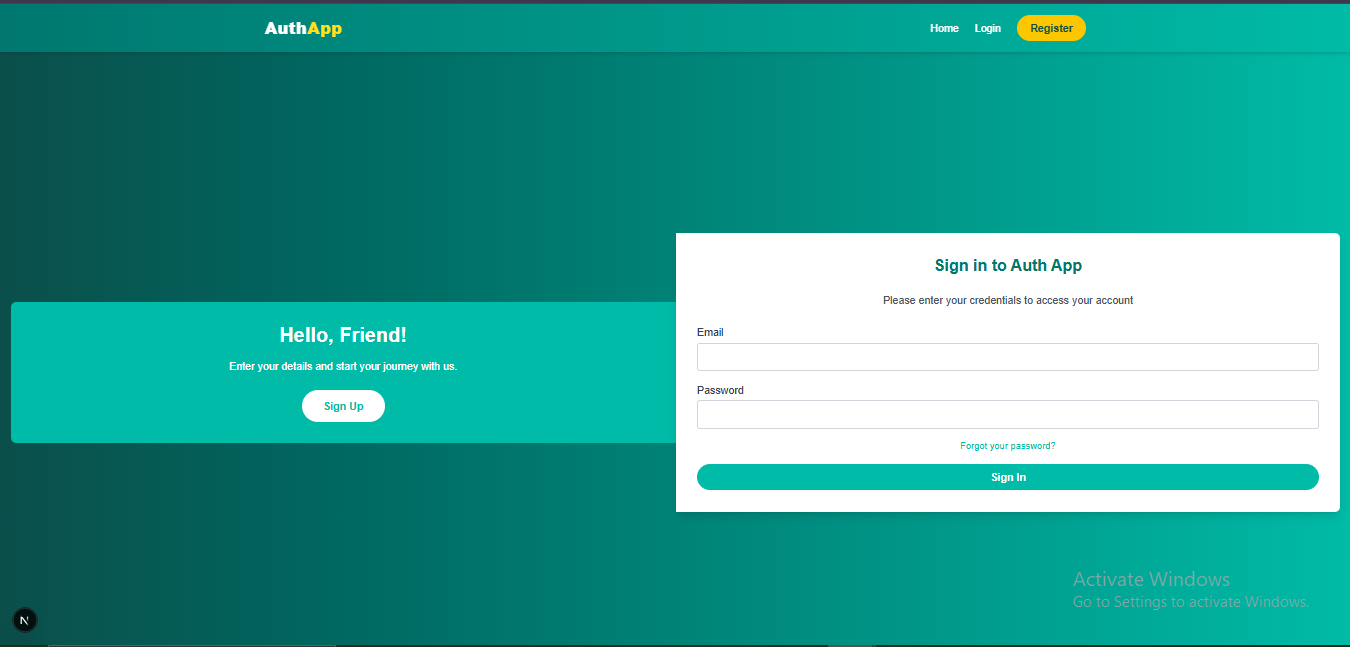 AuthApp
Home Login Register
Hello, Friend!
Enter your details and start your journey with us.
Sign Up
Sign in to Auth App
Please enter your credentials to access your account
Email
Password
Forgot your password?
Sign In
Activate Windows
Go to Settings to activate Windows.
N